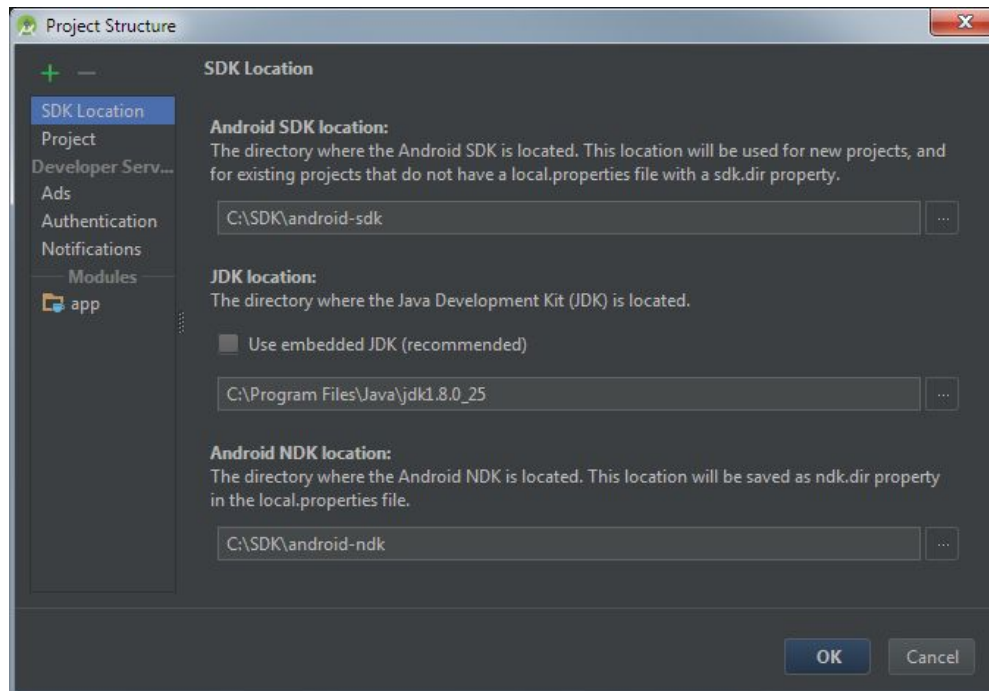 Project Structure
SDK Location
Project
Developer Serv...
Ads
Authentication
Notifications
Modules
app
SDK Location
Android SDK location:
The directory where the Android SDK is located. This location will be used for new projects, and
for existing projects that do not have a local.properties file with a sdk.dir property.
C:\SDK\android-sdk
...
JDK location:
The directory where the Java Development Kit (JDK) is located.
Use embedded JDK (recommended)
C:\Program Files\Java\jdk1.8.0_25
...
Android NDK location:
The directory where the Android NDK is located. This location will be saved as ndk.dir property
in the local.properties file.
C:\SDK\android-ndk
...
OK
Cancel